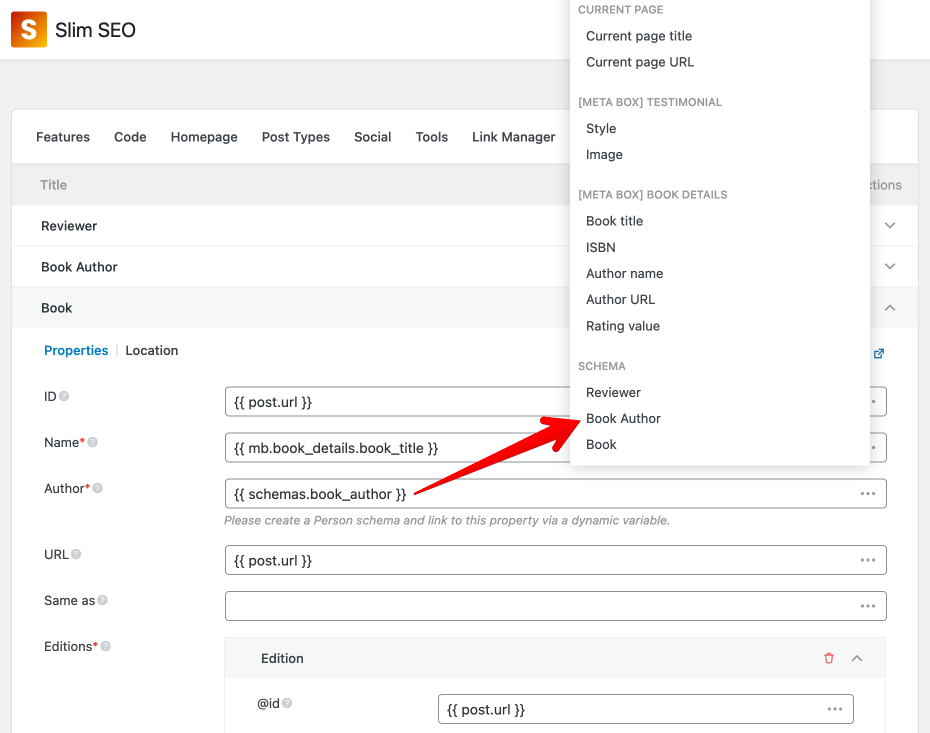 S Slim SEO
CURRENT PAGE
Current page title
Current page URL
[META BOX] TESTIMONIAL
Style
Image
[META BOX] BOOK DETAILS
Book title
ISBN
Author name
Author URL
Rating value
SCHEMA
Reviewer
Book Author
Book
Features Code Homepage Post Types Social Tools Link Manager
Title ctions
Reviewer
Book Author
Book
Properties | Location
ID {{ post.url }}
Name* {{ mb.book_details.book_title }}
Author* {{ schemas.book_author }}
Please create a Person schema and link to this property via a dynamic variable.
URL {{ post.url }}
Same as
Editions* Edition
@id {{ post.url }}